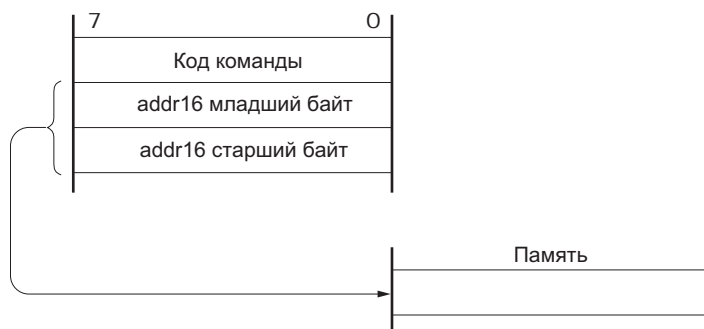 7 0
Код команды
addr16 младший байт
addr16 старший байт
Память